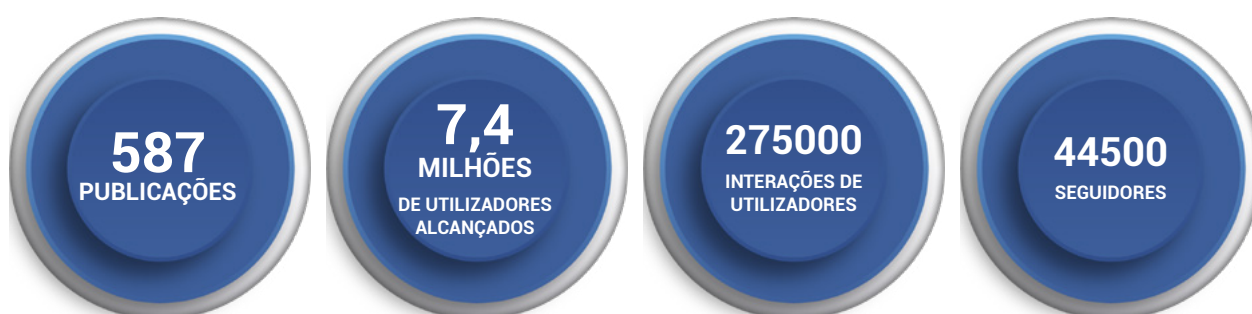 587
PUBLICAÇÕES
7,4
MILHÕES
DE UTILIZADORES
ALCANÇADOS
275000
INTERAÇÕES DE
UTILIZADORES
44500
SEGUIDORES